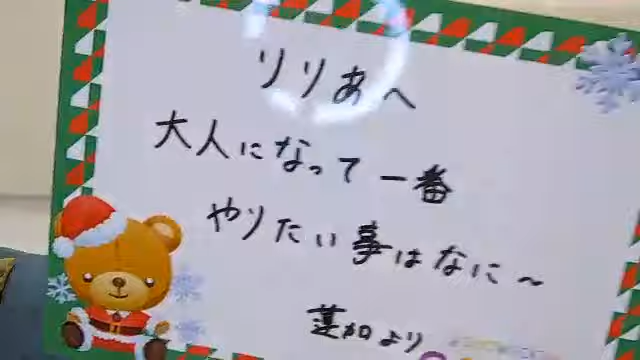 リリあへ
大人になって一番
やりたい事はなに～
蓮加より